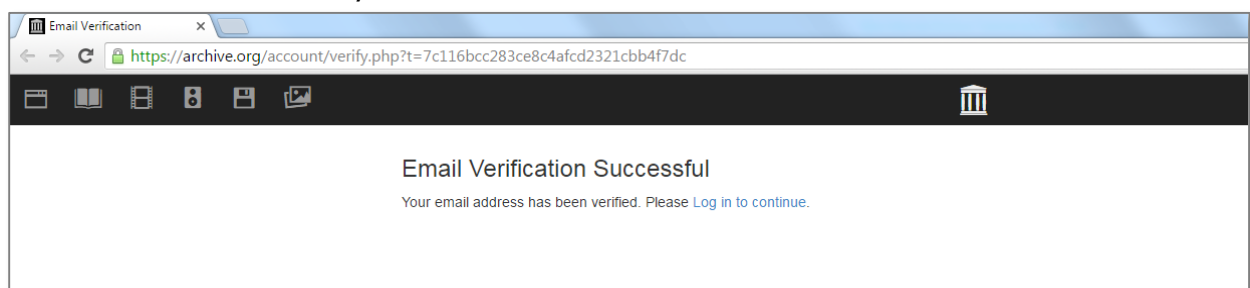 Email Verification
https://archive.org/account/verify.php?t=7c116bcc283ce8c4afcd2321cbb4f7dc
Email Verification Successful
Your email address has been verified. Please Log in to continue.